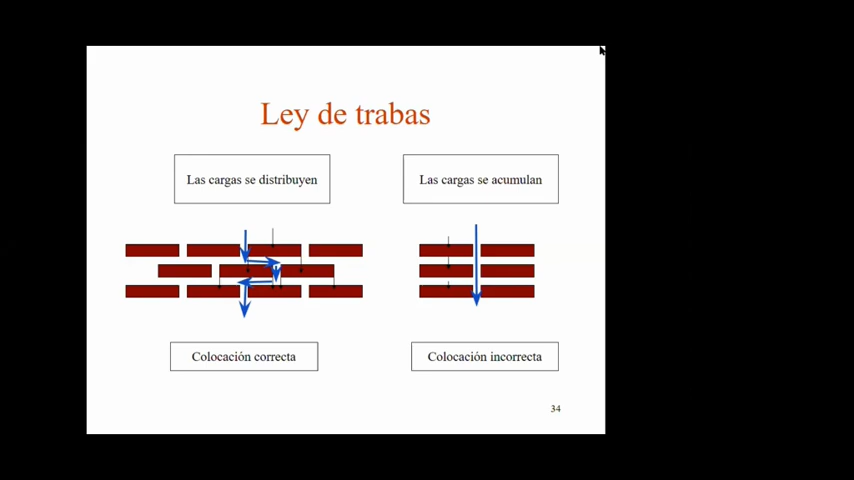 Ley de trabas
Las cargas se distribuyen
Las cargas se acumulan
Colocación correcta
Colocación incorrecta
34